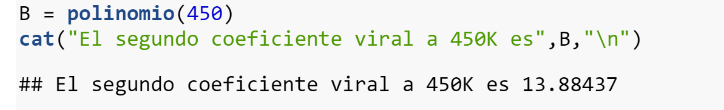 B = polinomio(450)
cat("El segundo coeficiente viral a 450K es",B,"\n")
## El segundo coeficiente viral a 450K es 13.88437